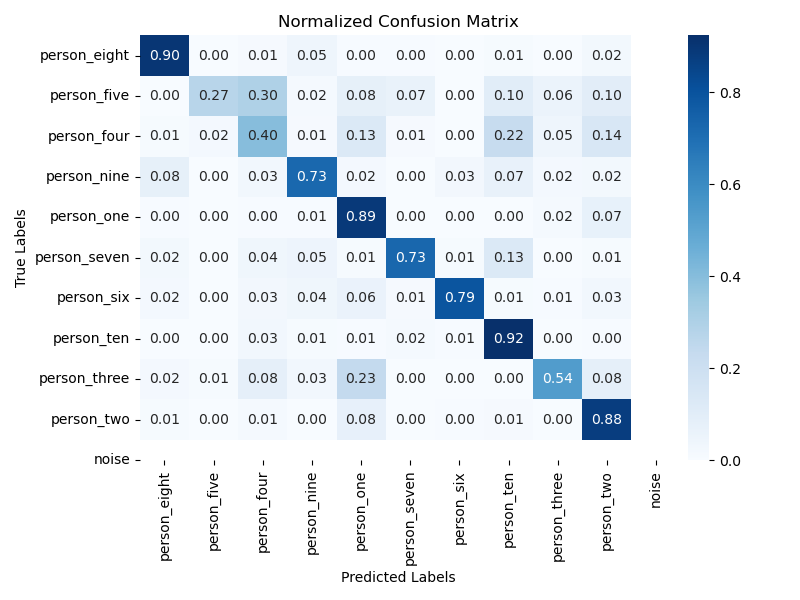 Normalized Confusion Matrix
True Labels
person_eight 0.90 0.00 0.01 0.05 0.00 0.00 0.00 0.01 0.00 0.02
person_five 0.00 0.27 0.30 0.02 0.08 0.07 0.00 0.10 0.06 0.10
person_four 0.01 0.02 0.40 0.01 0.13 0.01 0.00 0.22 0.05 0.14
person_nine 0.08 0.00 0.03 0.73 0.02 0.00 0.03 0.07 0.02 0.02
person_one 0.00 0.00 0.00 0.01 0.89 0.00 0.00 0.00 0.02 0.07
person_seven 0.02 0.00 0.04 0.05 0.01 0.73 0.01 0.13 0.00 0.01
person_six 0.02 0.00 0.03 0.04 0.06 0.01 0.79 0.01 0.01 0.03
person_ten 0.00 0.00 0.03 0.01 0.01 0.02 0.01 0.92 0.00 0.00
person_three 0.02 0.01 0.08 0.03 0.23 0.00 0.00 0.00 0.54 0.08
person_two 0.01 0.00 0.01 0.00 0.08 0.00 0.00 0.01 0.00 0.88
noise
person_eight person_five person_four person_nine person_one person_seven person_six person_ten person_three person_two noise
Predicted Labels
0.8
0.6
0.4
0.2
0.0